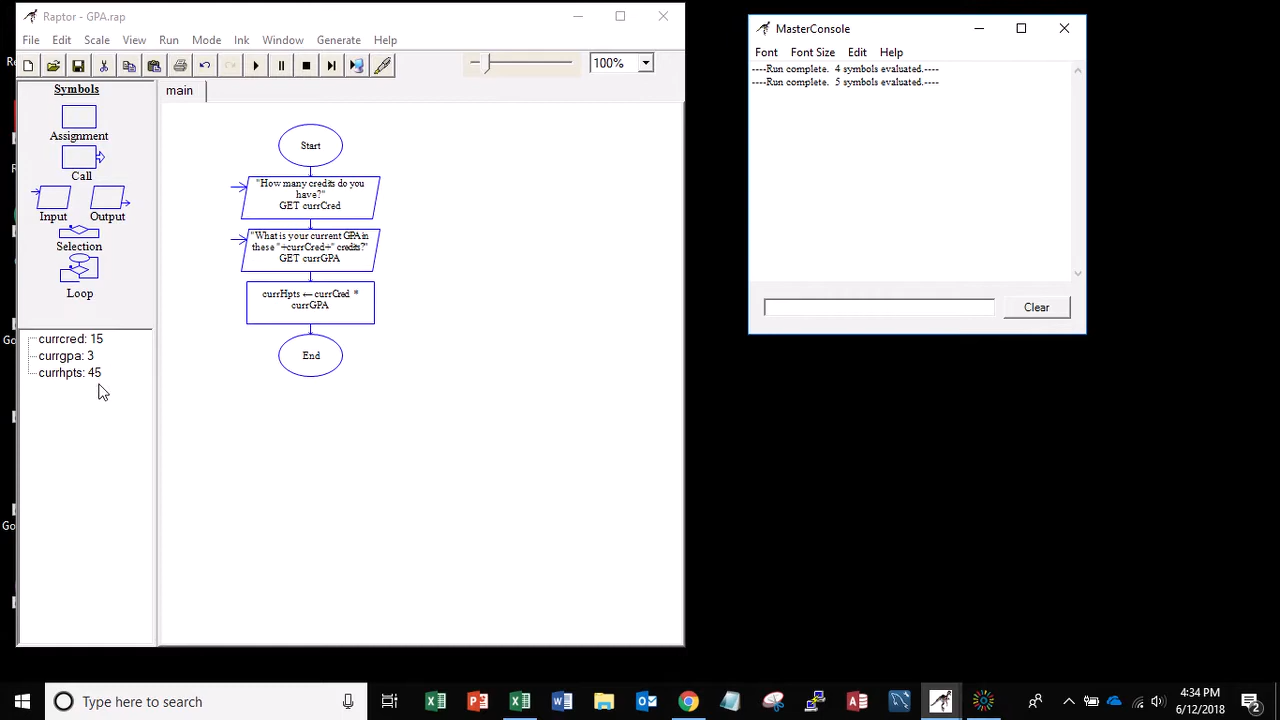 Raptor - GPA.rap
File Edit Scale View Run Mode Ink Window Generate Help
100%
Symbols
Assignment
Call
Input Output
Selection
Loop
currcred: 15
currgpa: 3
currhpts: 45
main
Start
"How many credits do you
have?"
GET currCred
"What is your current GPA in
these "+currCred+" credits?"
GET currGPA
currHpts ← currCred *
currGPA
End
MasterConsole
Font Font Size Edit Help
----Run complete. 4 symbols evaluated.----
----Run complete. 5 symbols evaluated.----
Clear
Go
Go
Type here to search
4:34 PM
6/12/2018
2